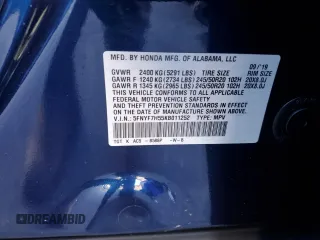 MFD. BY HONDA MFG. OF ALABAMA, LLC 09/'19
GVWR 2400 KG(5291 LBS) TIRE SIZE RIM SIZE
GAWR F 1240 KG(2734 LBS) 245/50R20 102H 20X8.0J
GAWR R 1345 KG(2965 LBS) 245/50R20 102H 20X8.0J
THIS VEHICLE CONFORMS TO ALL APPLICABLE
FEDERAL MOTOR VEHICLE SAFETY AND THEFT
PREVENTION STANDARDS IN EFFECT ON THE DATE
OF MANUFACTURE SHOWN ABOVE.
V.I.N.: 5FNYF7H55KB011252 TYPE: MPV
AUTOBIDMASTER